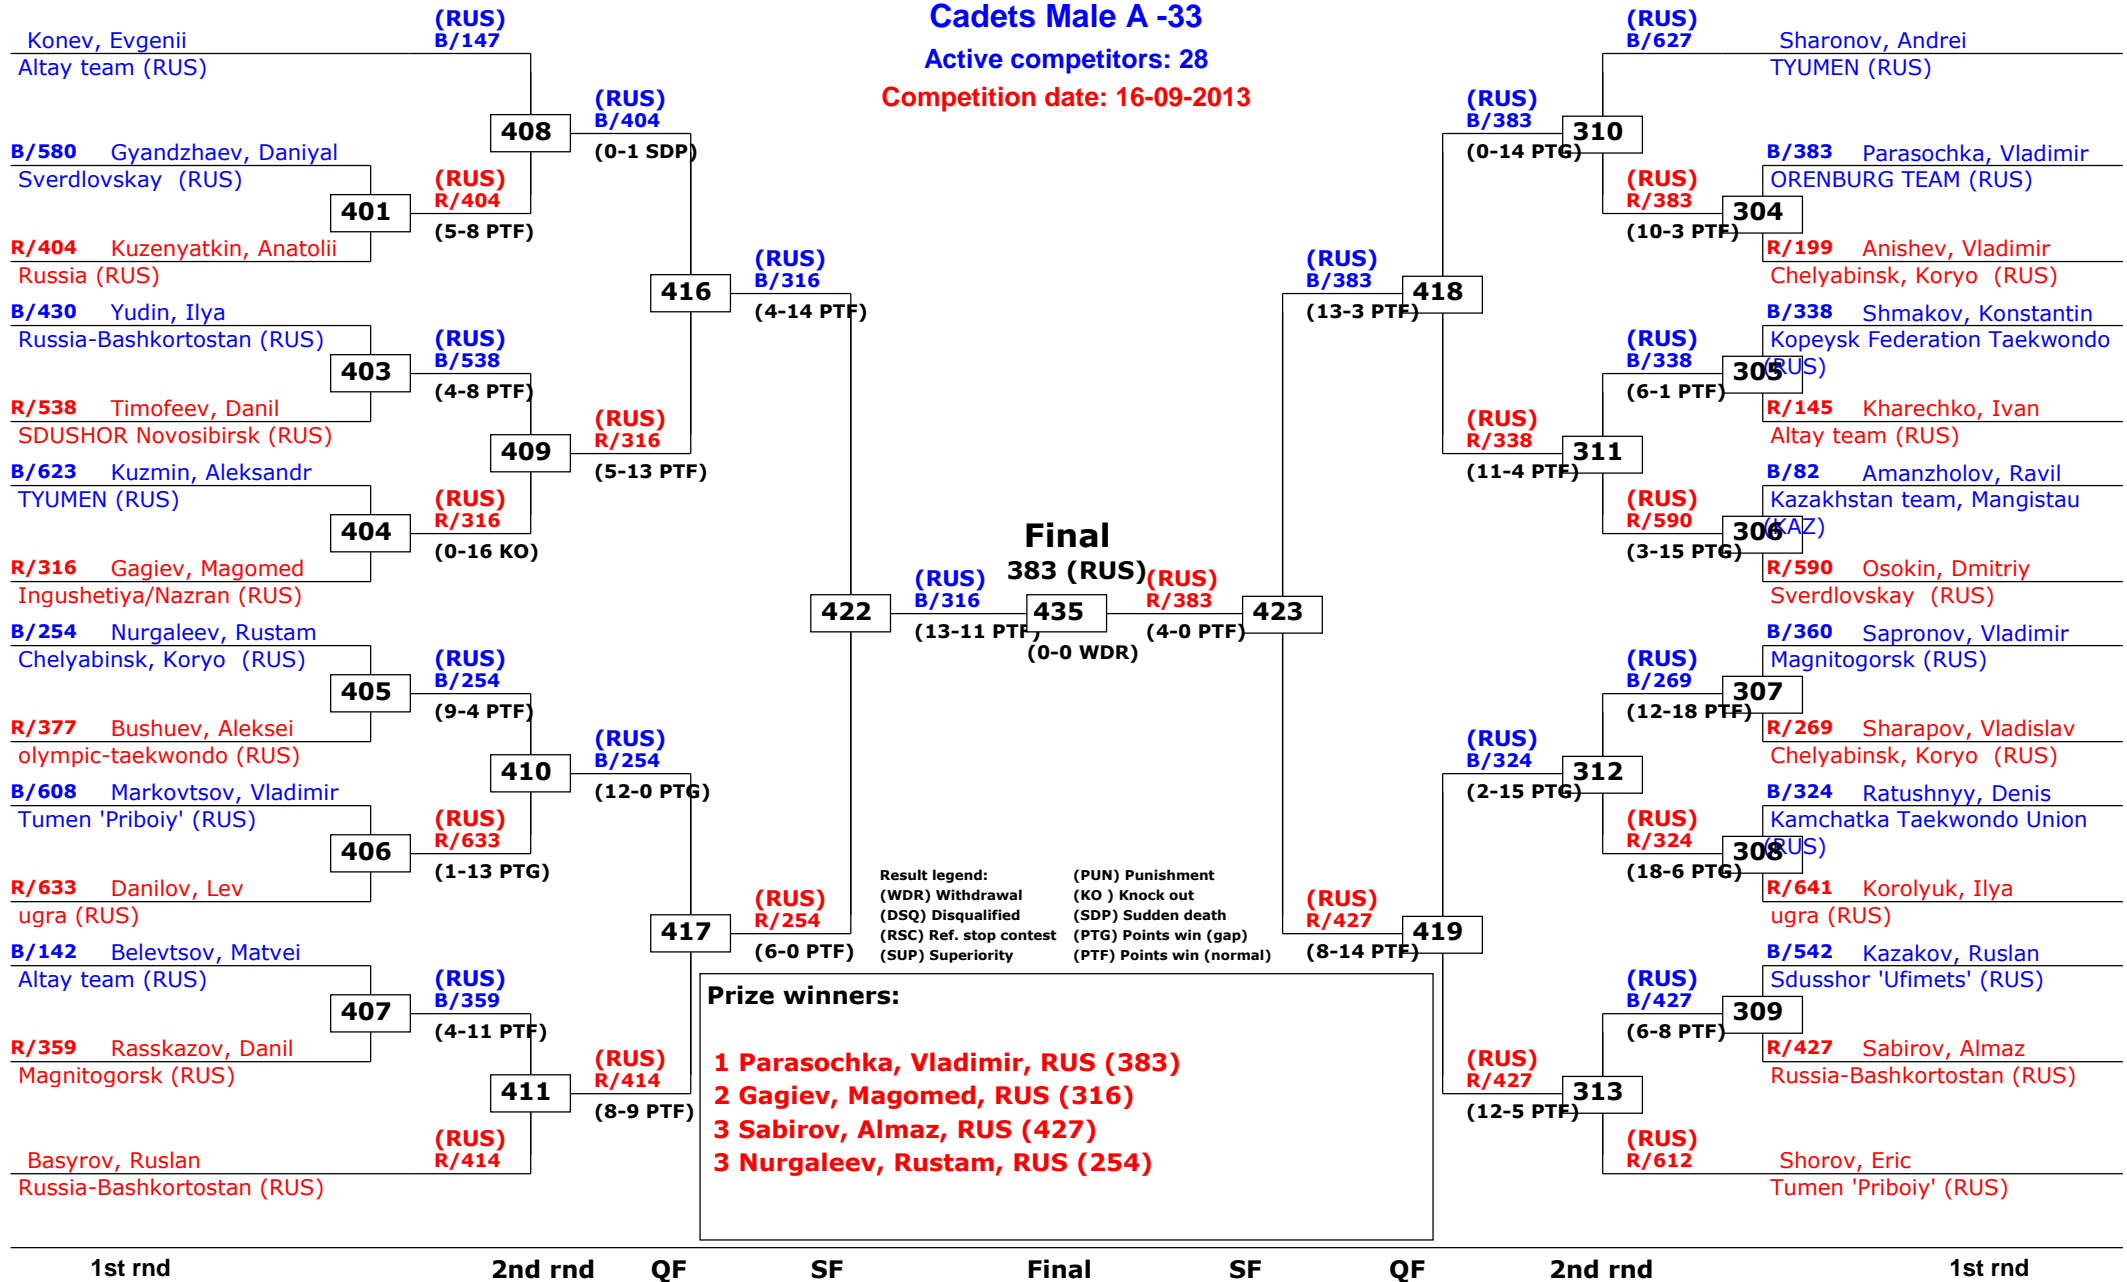 Cadets Male A -33
Active competitors: 28
Competition date: 16-09-2013
Konev, Evgenii
Altay team (RUS)
(RUS)
B/147
408
(RUS)
B/404
(0-1 SDP)
B/580 Gyandzhaev, Daniyal
Sverdlovskay (RUS)
401
(RUS)
R/404
(5-8 PTF)
R/404 Kuzenyatkin, Anatolii
Russia (RUS)
416
(RUS)
B/316
(4-14 PTF)
B/430 Yudin, Ilya
Russia-Bashkortostan (RUS)
403
(RUS)
B/538
(4-8 PTF)
R/538 Timofeev, Danil
SDUSHOR Novosibirsk (RUS)
409
(RUS)
R/316
(5-13 PTF)
B/623 Kuzmin, Aleksandr
TYUMEN (RUS)
404
(RUS)
R/316
(0-16 KO)
R/316 Gagiev, Magomed
Ingushetiya/Nazran (RUS)
422
(RUS)
B/316
(13-11 PTF)
B/254 Nurgaleev, Rustam
Chelyabinsk, Koryo (RUS)
405
(RUS)
B/254
(9-4 PTF)
R/377 Bushuev, Aleksei
olympic-taekwondo (RUS)
410
(RUS)
B/254
(12-0 PTG)
B/608 Markovtsov, Vladimir
Tumen 'Priboiy' (RUS)
406
(RUS)
R/633
(1-13 PTG)
R/633 Danilov, Lev
ugra (RUS)
417
(RUS)
R/254
(6-0 PTF)
B/142 Belevtsov, Matvei
Altay team (RUS)
407
(RUS)
B/359
(4-11 PTF)
R/359 Rasskazov, Danil
Magnitogorsk (RUS)
411
(RUS)
R/414
(8-9 PTF)
(RUS)
R/414
Basyrov, Ruslan
Russia-Bashkortostan (RUS)
Final
383 (RUS)
435
(0-0 WDR)
(RUS)
R/383
(4-0 PTF)
423
(RUS)
B/627
Sharonov, Andrei
TYUMEN (RUS)
(RUS)
B/383
(0-14 PTG)
310
B/383 Parasochka, Vladimir
ORENBURG TEAM (RUS)
(RUS)
R/383
(10-3 PTF)
304
R/199 Anishev, Vladimir
Chelyabinsk, Koryo (RUS)
(RUS)
B/383
(13-3 PTF)
418
B/338 Shmakov, Konstantin
Kopeysk Federation Taekwondo
(RUS)
(RUS)
B/338
(6-1 PTF)
305
R/145 Kharechko, Ivan
Altay team (RUS)
(RUS)
R/338
(11-4 PTF)
311
B/82 Amanzholov, Ravil
Kazakhstan team, Mangistau
(KAZ)
(RUS)
R/590
(3-15 PTG)
306
R/590 Osokin, Dmitriy
Sverdlovskay (RUS)
B/360 Sapronov, Vladimir
Magnitogorsk (RUS)
(RUS)
B/269
(12-18 PTF)
307
R/269 Sharapov, Vladislav
Chelyabinsk, Koryo (RUS)
(RUS)
B/324
(2-15 PTG)
312
B/324 Ratushnyy, Denis
Kamchatka Taekwondo Union
(RUS)
(RUS)
R/324
(18-6 PTG)
308
R/641 Korolyuk, Ilya
ugra (RUS)
(RUS)
R/427
(8-14 PTF)
419
B/542 Kazakov, Ruslan
Sdusshor 'Ufimets' (RUS)
(RUS)
B/427
(6-8 PTF)
309
R/427 Sabirov, Almaz
Russia-Bashkortostan (RUS)
(RUS)
R/427
(12-5 PTF)
313
(RUS)
R/612
Shorov, Eric
Tumen 'Priboiy' (RUS)
Result legend:
(WDR) Withdrawal
(DSQ) Disqualified
(RSC) Ref. stop contest
(SUP) Superiority
(PUN) Punishment
(KO ) Knock out
(SDP) Sudden death
(PTG) Points win (gap)
(PTF) Points win (normal)
Prize winners:
1 Parasochka, Vladimir, RUS (383)
2 Gagiev, Magomed, RUS (316)
3 Sabirov, Almaz, RUS (427)
3 Nurgaleev, Rustam, RUS (254)
1st rnd 2nd rnd QF SF Final SF QF 2nd rnd 1st rnd